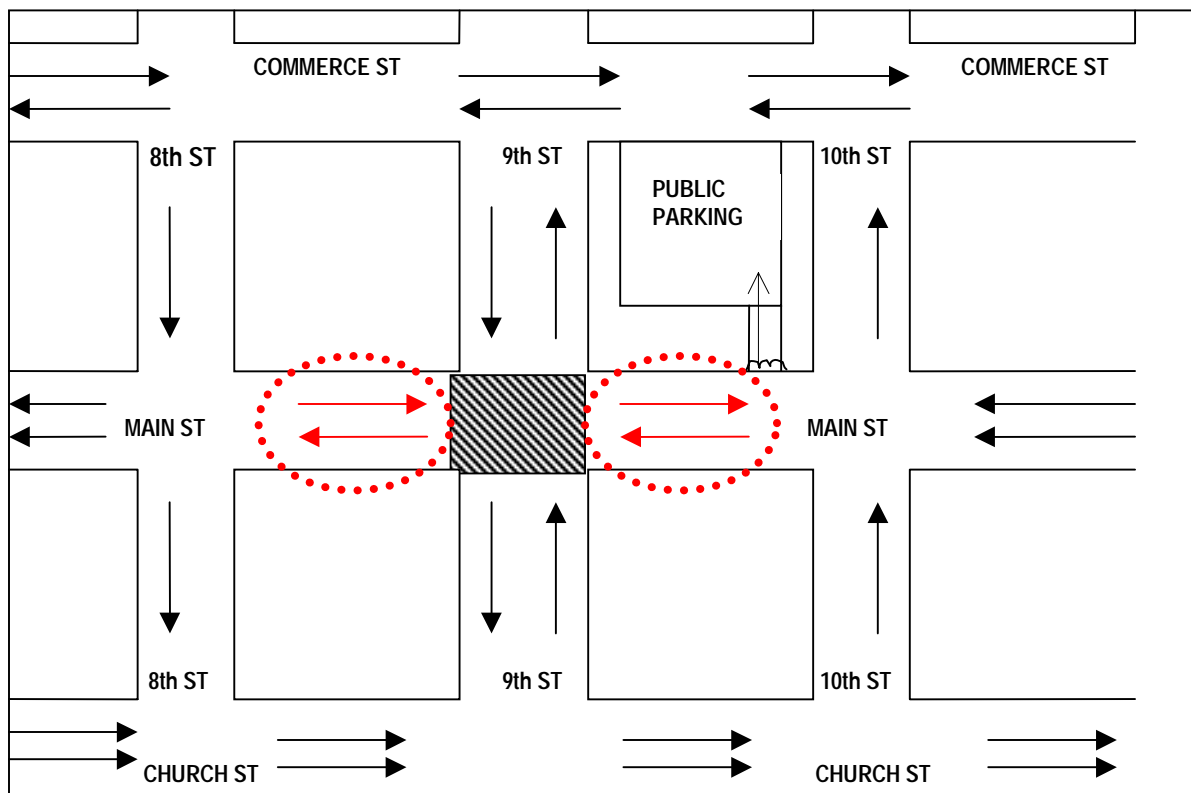 COMMERCE ST
COMMERCE ST
8th ST
9th ST
10th ST
PUBLIC
PARKING
MAIN ST
MAIN ST
8th ST
9th ST
10th ST
CHURCH ST
CHURCH ST